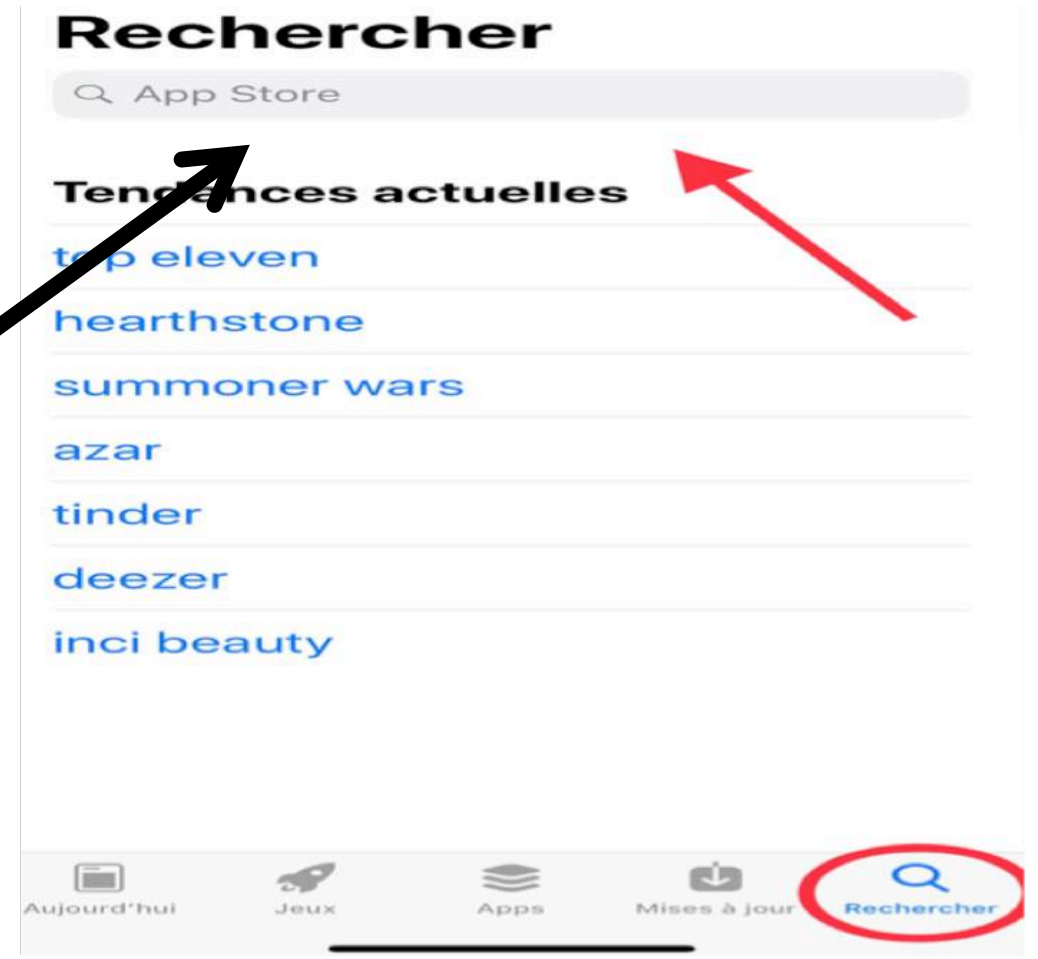 Rechercher
App Store
Tendances actuelles
top eleven
hearthstone
summoner wars
azar
tinder
deezer
inci beauty
Aujourd'hui Jeux Apps Mises à jour Rechercher